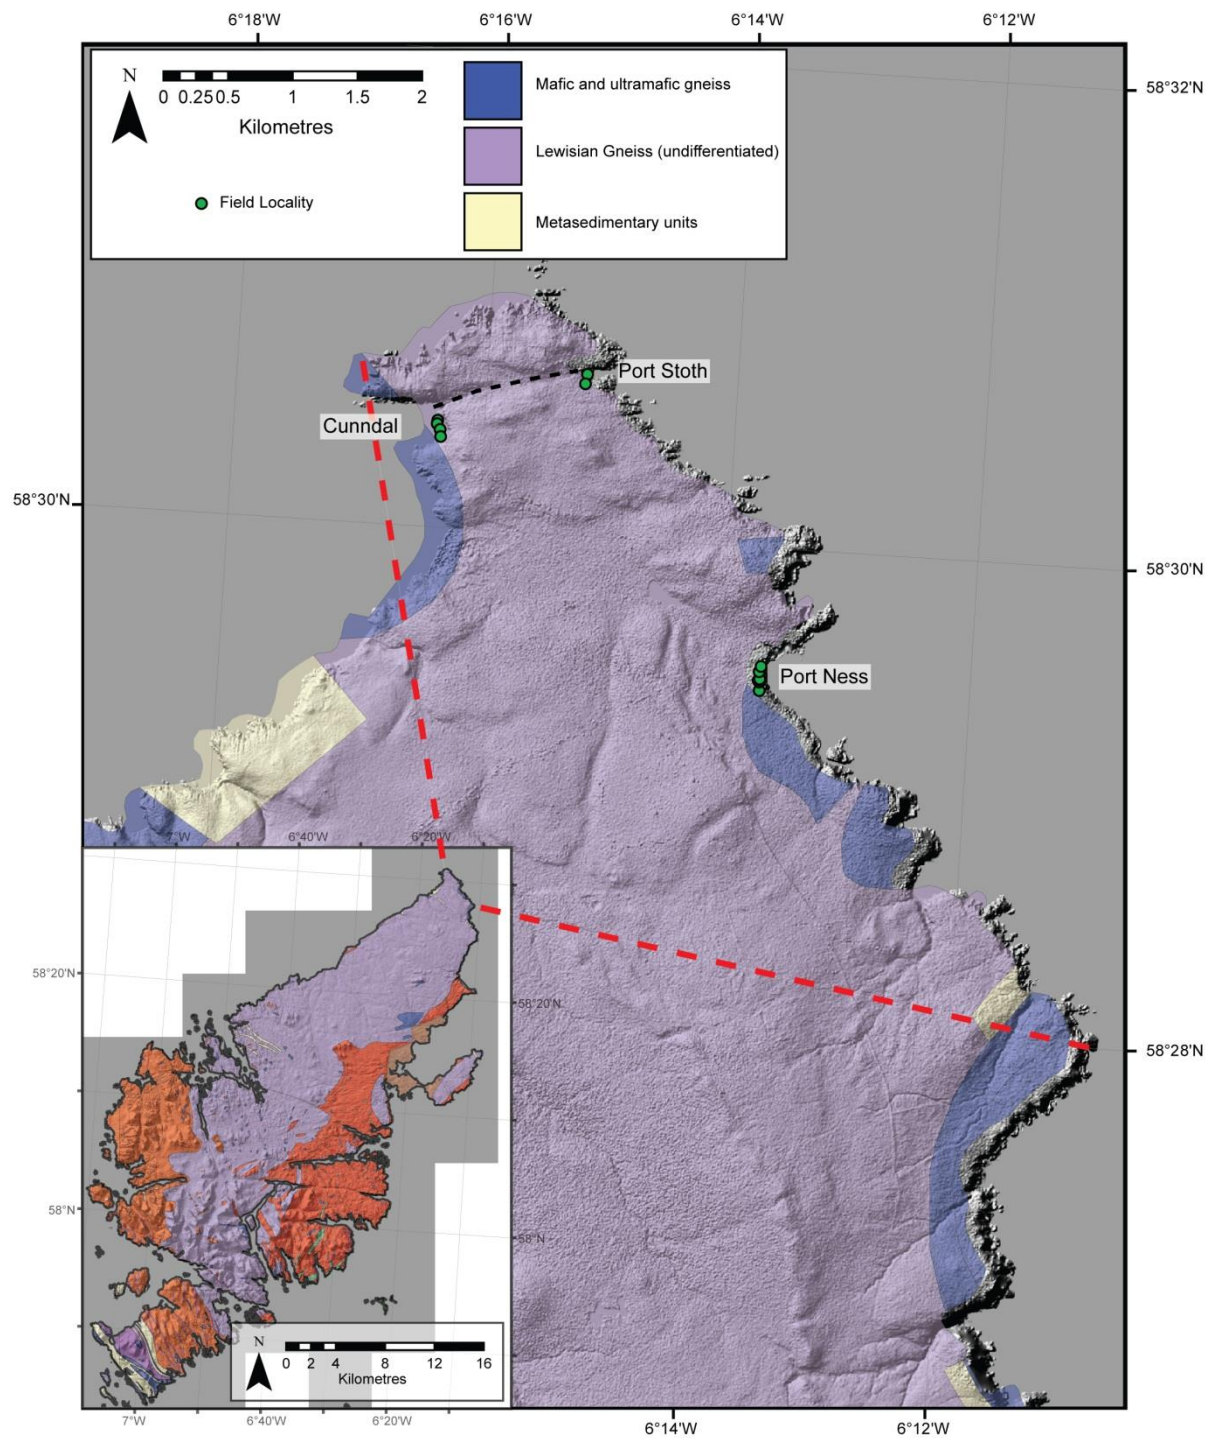 6°18'W 6°16'W 6°14'W 6°12'W
N
0 0.25 0.5 1 1.5 2
Kilometres
Field Locality
Mafic and ultramafic gneiss
Lewisian Gneiss (undifferentiated)
Metasedimentary units
58°32'N
Port Stoth
Cunndal
58°30'N
58°30'N
Port Ness
7°W 6°40'W 6°20'W
58°20'N
58°20'N
58°28'N
58°N
58°N
N
0 2 4 8 12 16
Kilometres
7°W 6°40'W 6°20'W
6°14'W 6°12'W